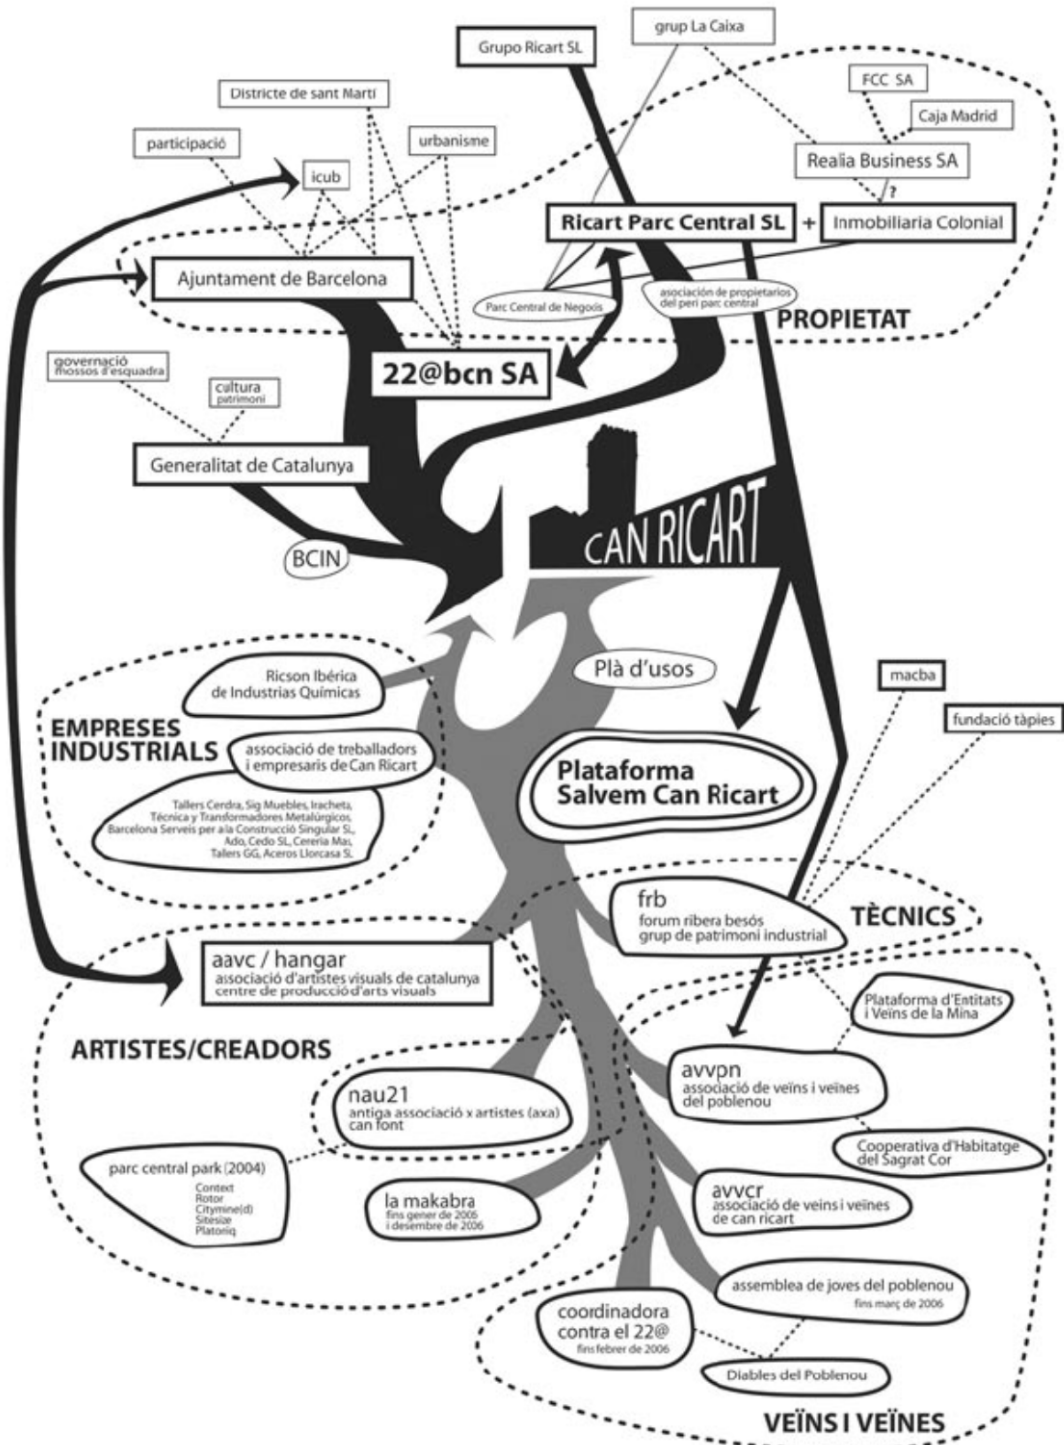 grup La Caixa
Grupo Ricart SL
FCC SA
Districte de sant Martí
Caja Madrid
participació
urbanisme
Realia Business SA
icub
?
Ricart Parc Central SL + Inmobiliaria Colonial
Ajuntament de Barcelona
Parc Central de Negocis
asociación de propietarios
del peri parc central
PROPIETAT
22@bcn SA
governació
mossos d'esquadra
cultura
patrimoni
Generalitat de Catalunya
BCIN
CAN RICART
Plà d'usos
Ricson Ibérica
de Industrias Químicas
macba
fundació tàpies
EMPRESES
INDUSTRIALS
associació de treballadors
i empresaris de Can Ricart
Plataforma
Salvem Can Ricart
Tallers Cerdra, Sig Muebles, Iracheta,
Técnica y Transformadores Metalúrgicos,
Barcelona Serveis per a la Construcció Singular SL,
Ado, Cedo SL, Cereria Mas,
Tallers GG, Aceros Llorcasa SL
frb
forum ribera besós
grup de patrimoni industrial
TÈCNICS
aavc / hangar
associació d'artistes visuals de catalunya
centre de producció d'arts visuals
Plataforma d'Entitats
i Veïns de la Mina
ARTISTES/CREADORS
avvpn
associació de veïns i veïnes
del poblenou
nau21
antiga associació x artistes (axa)
can font
Cooperativa d'Habitatge
del Sagrat Cor
parc central park (2004)
Context
Rotor
Citymine(d)
Sitesize
Platoniq
la makabra
fins gener de 2006
i desembre de 2006
avvcr
associació de veins i veïnes
de can ricart
assemblea de joves del poblenou
fins març de 2006
coordinadora
contra el 22@
fins febrer de 2006
Diables del Poblenou
VEÏNS I VEÏNES